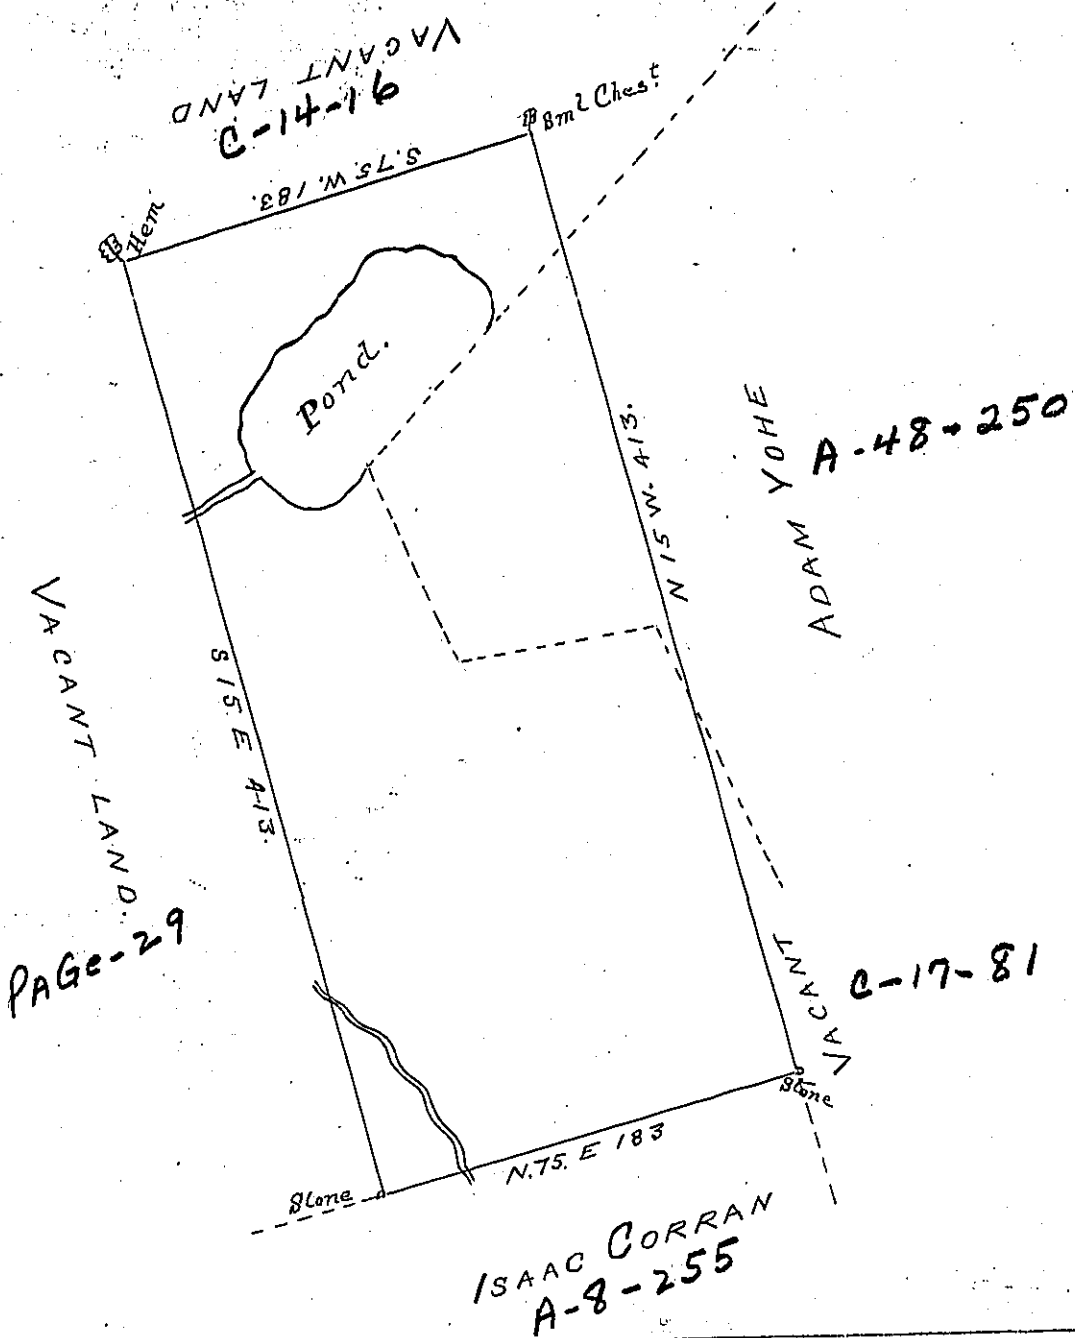 VACANT LAND
C-14-16
8ml Chest
S. 75 W. 183.
Hem
Pond.
N 15 W. 413.
ADAM YOHE
A-48-250
VACANT LAND.
S 15 E 413.
PAGe-29
VACANT
C-17-81
Stone
N. 75. E 183
Stone
ISAAC CORRAN
A-8-255